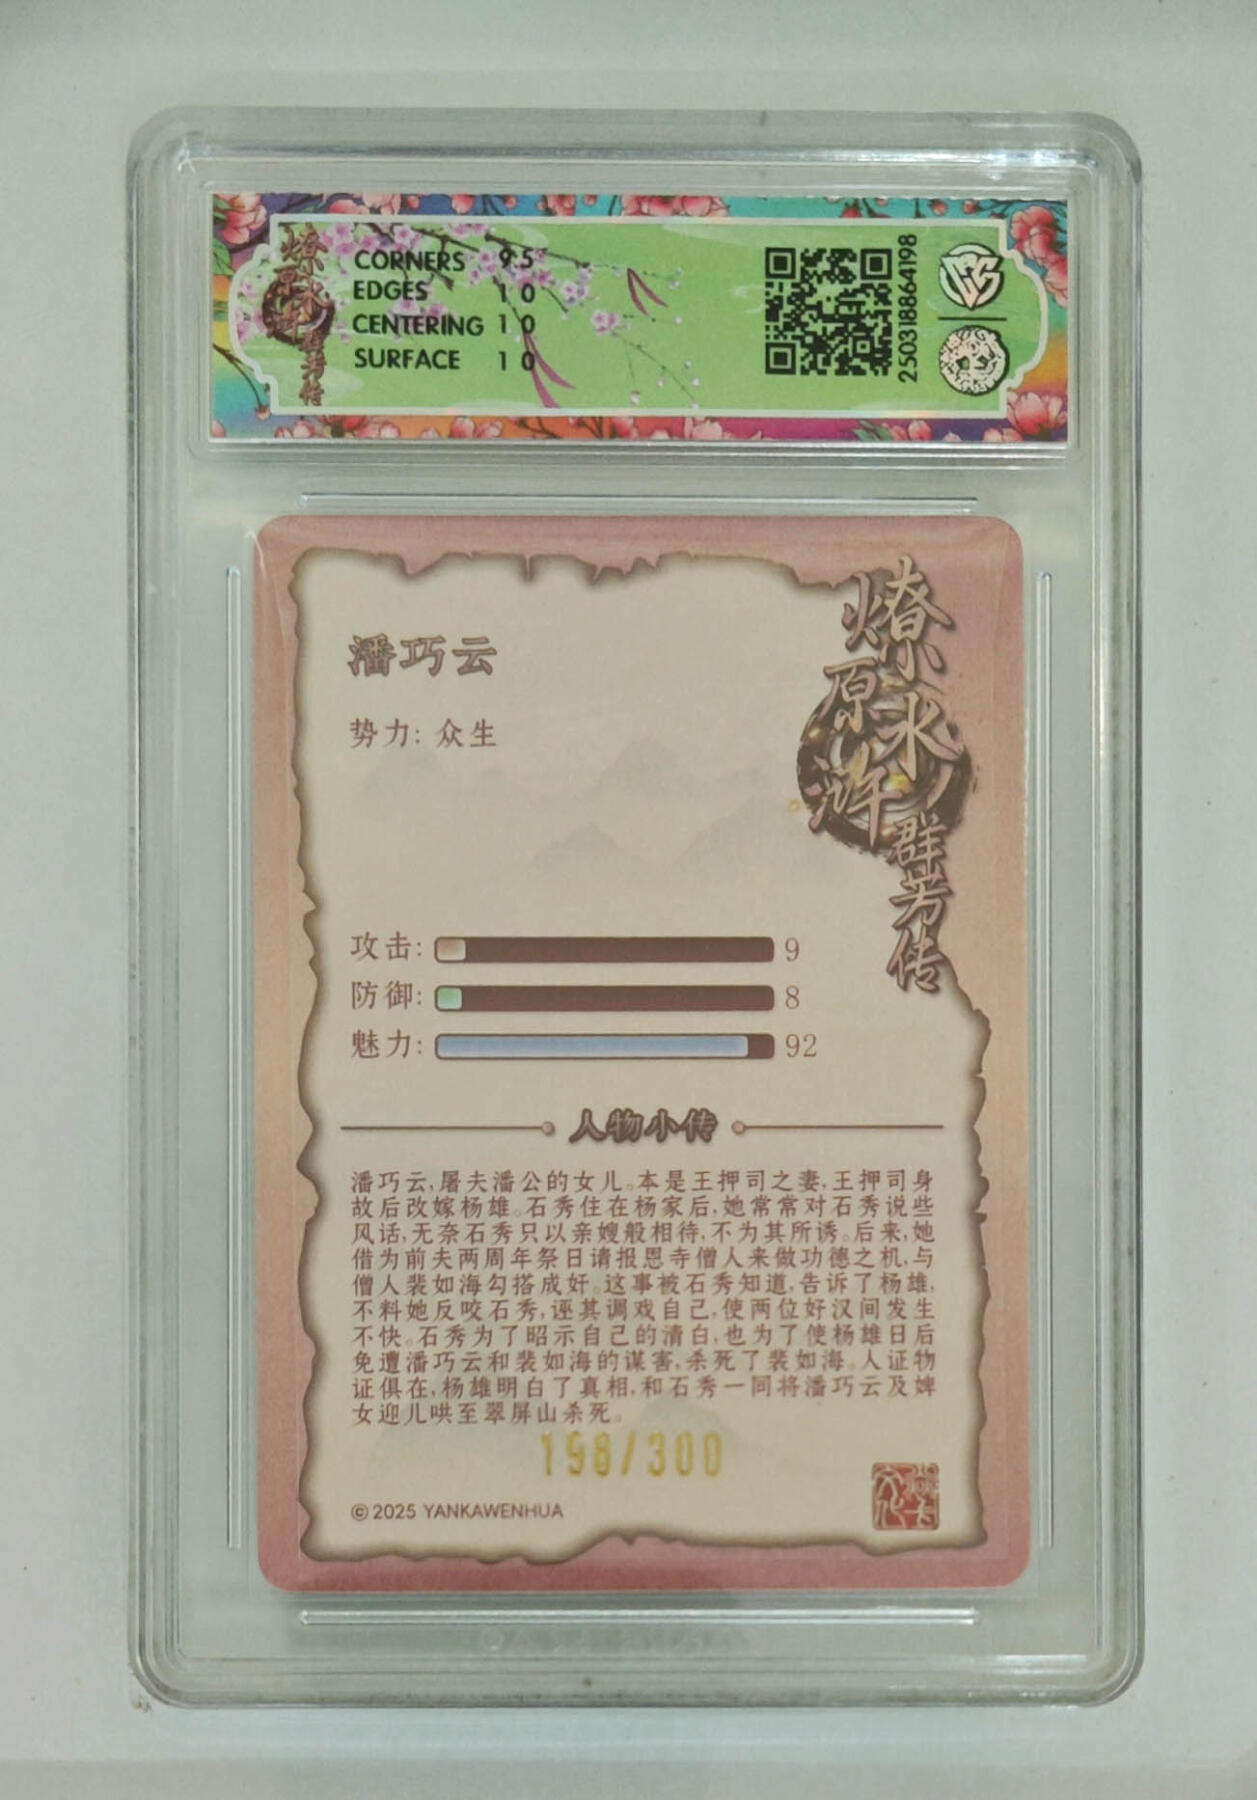 CORNERS 9.5
EDGES 10
CENTERING 10
SURFACE 10
2503188864198
燎原水浒
群芳传
潘巧云
势力: 众生
燎原水浒
群芳传
攻击: 9
防御: 8
魅力: 92
人物小传
潘巧云,屠夫潘公的女儿。本是王押司之妻,王押司身
故后改嫁杨雄。石秀住在杨家后,她常常对石秀说些
风话,无奈石秀只以亲嫂般相待,不为其所诱。后来,她
借为前夫两周年祭日请报恩寺僧人来做功德之机,与
僧人裴如海勾搭成奸。这事被石秀知道,告诉了杨雄,
不料她反咬石秀,诬其调戏自己,使两位好汉间发生
不快。石秀为了昭示自己的清白,也为了使杨雄日后
免遭潘巧云和裴如海的谋害,杀死了裴如海。人证物
证俱在,杨雄明白了真相,和石秀一同将潘巧云及婢
女迎儿哄至翠屏山杀死。
198/300
©2025 YANKAWENHUA